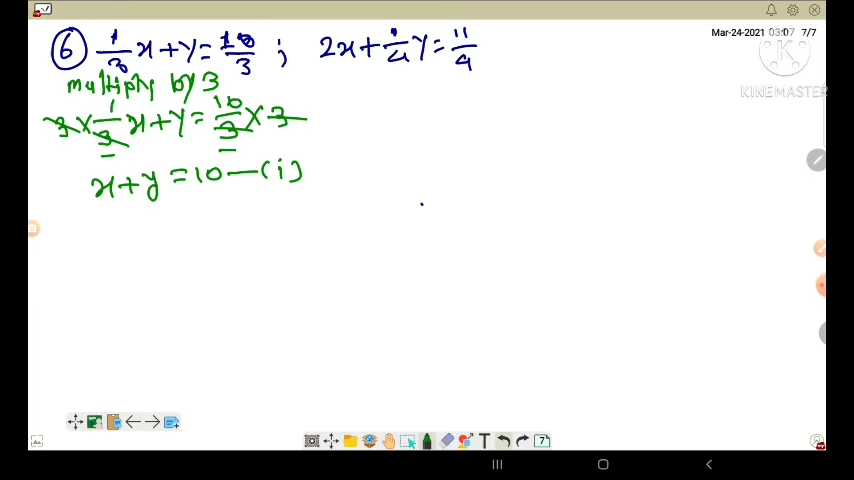 Mar-24-2021 03:07 7/7
KINEMASTER
6 1/3 x + y = 10/3 ; 2x + 1/4 y = 11/4
multiply by 3
3 × 1/3 x + y = 10/3 × 3
x + y = 10 — (i)
T 7